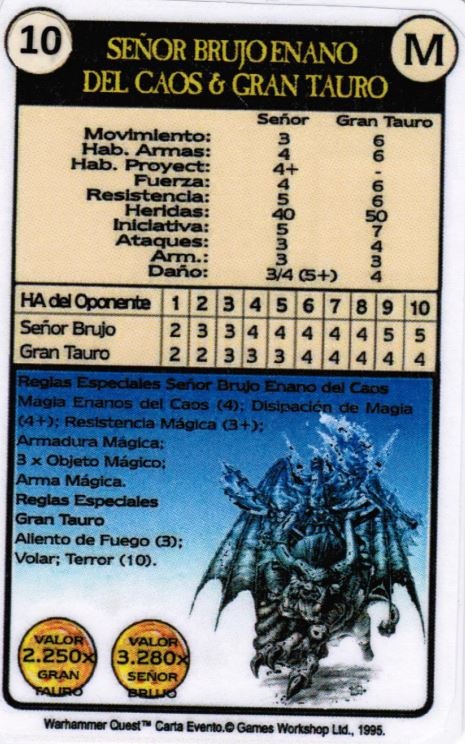 10
M
SEÑOR BRUJO ENANO
DEL CAOS & GRAN TAURO
Señor Gran Tauro
Movimiento: 3 6
Hab. Armas: 4 6
Hab. Proyect: 4+ -
Fuerza: 4 6
Resistencia: 5 6
Heridas: 40 50
Iniciativa: 5 7
Ataques: 3 4
Arm.: 3 3
Daño: 3/4 (5+) 4
HA del Oponente 1 2 3 4 5 6 7 8 9 10
Señor Brujo 2 3 3 4 4 4 4 4 5 5
Gran Tauro 2 2 3 3 3 4 4 4 4 4
Reglas Especiales Señor Brujo Enano del Caos
Magia Enanos del Caos (4); Disipación de Magia
(4+); Resistencia Mágica (3+);
Armadura Mágica;
3 x Objeto Mágico;
Arma Mágica.
Reglas Especiales
Gran Tauro
Aliento de Fuego (3);
Volar; Terror (10).
VALOR
2.250x
GRAN
TAURO
VALOR
3.280x
SEÑOR
BRUJO
Warhammer Quest™ Carta Evento.© Games Workshop Ltd., 1995.